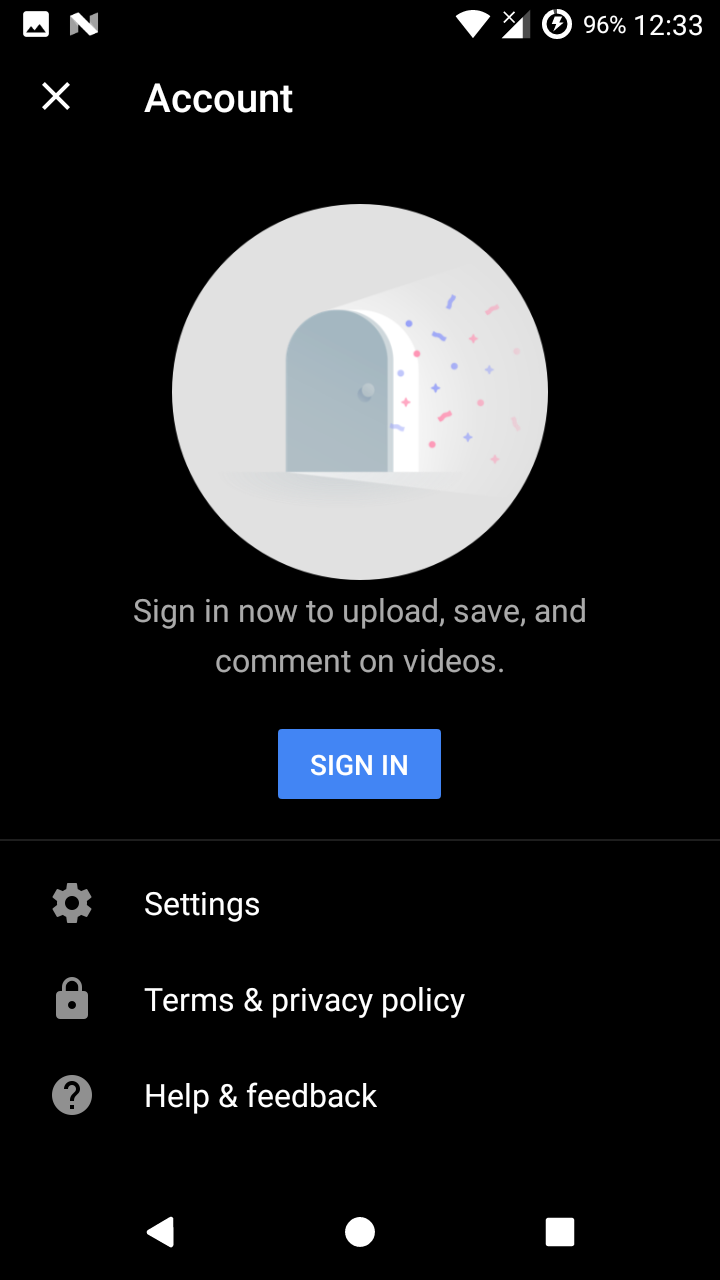 96% 12:33
Account
Sign in now to upload, save, and
comment on videos.
SIGN IN
Settings
Terms & privacy policy
Help & feedback